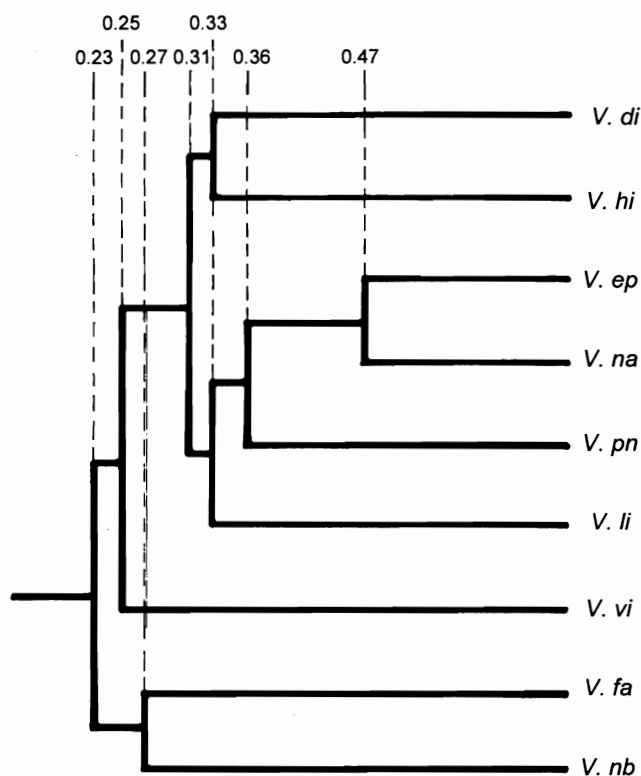 0.25
0.33
0.23
0.27
0.31
0.36
0.47
V. di
V. hi
V. ep
V. na
V. pn
V. li
V. vi
V. fa
V. nb